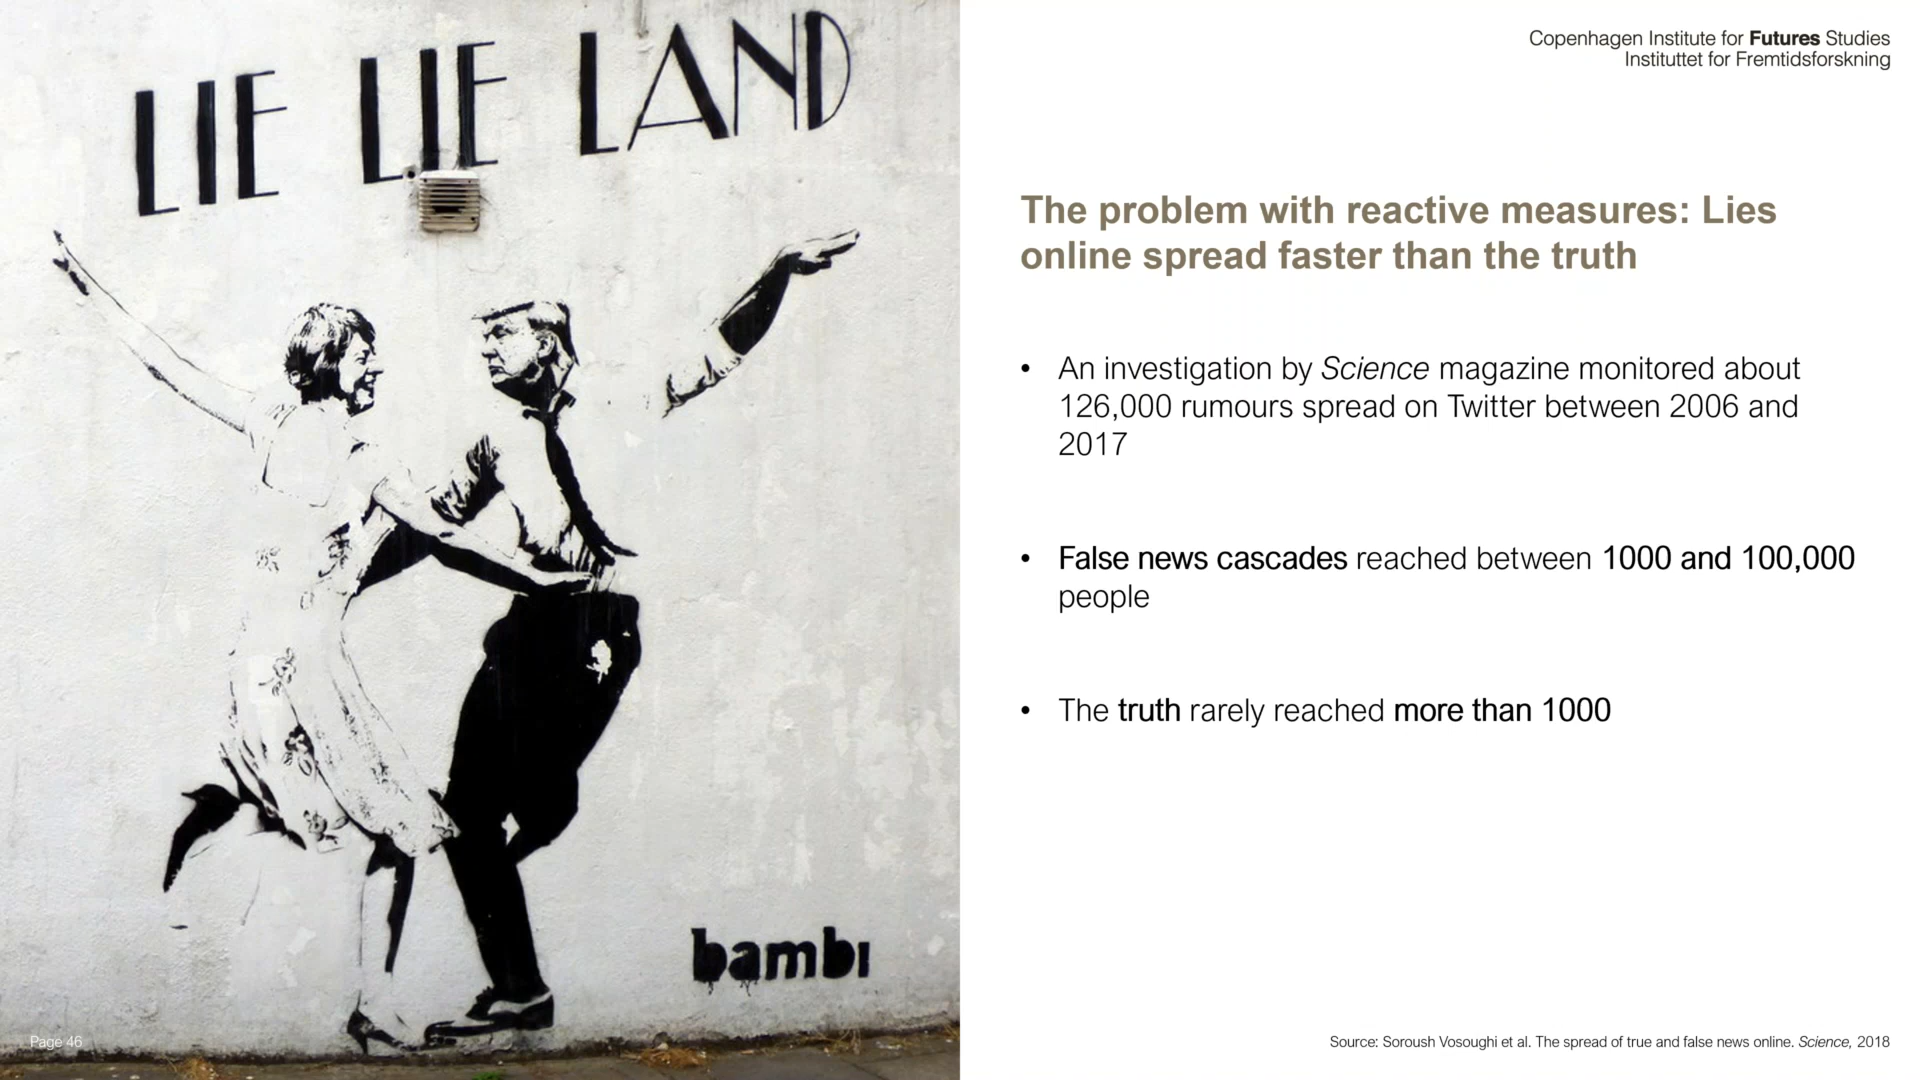 LIE LIE LAND
bambi
Page 46
Copenhagen Institute for Futures Studies
Instituttet for Fremtidsforskning
The problem with reactive measures: Lies
online spread faster than the truth
• An investigation by Science magazine monitored about
126,000 rumours spread on Twitter between 2006 and
2017
• False news cascades reached between 1000 and 100,000
people
• The truth rarely reached more than 1000
Source: Soroush Vosoughi et al. The spread of true and false news online. Science, 2018